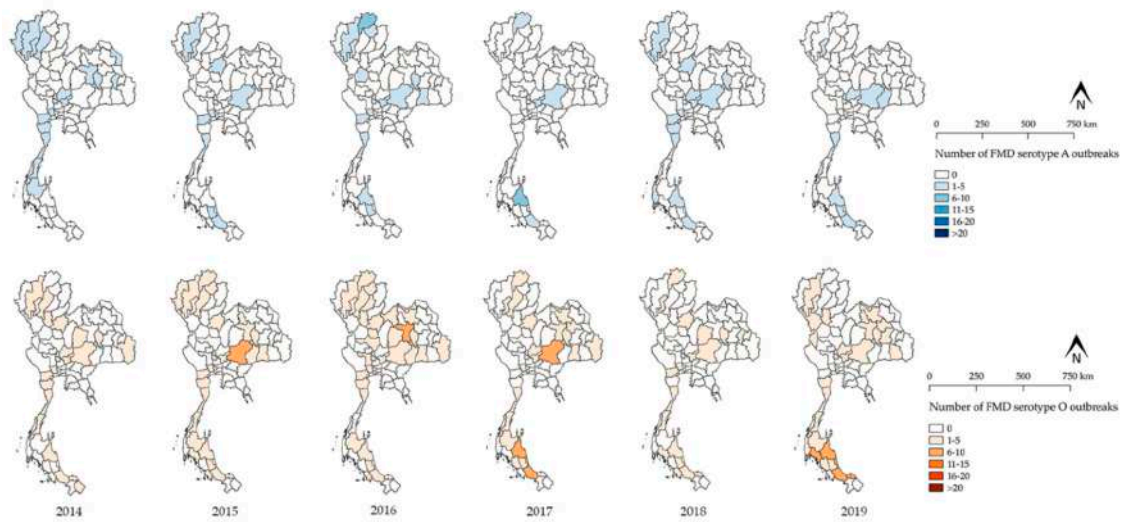 N
0 250 500 750 km
Number of FMD serotype A outbreaks
0
1-5
6-10
11-15
16-20
>20
N
0 250 500 750 km
Number of FMD serotype O outbreaks
0
1-5
6-10
11-15
16-20
>20
2014 2015 2016 2017 2018 2019